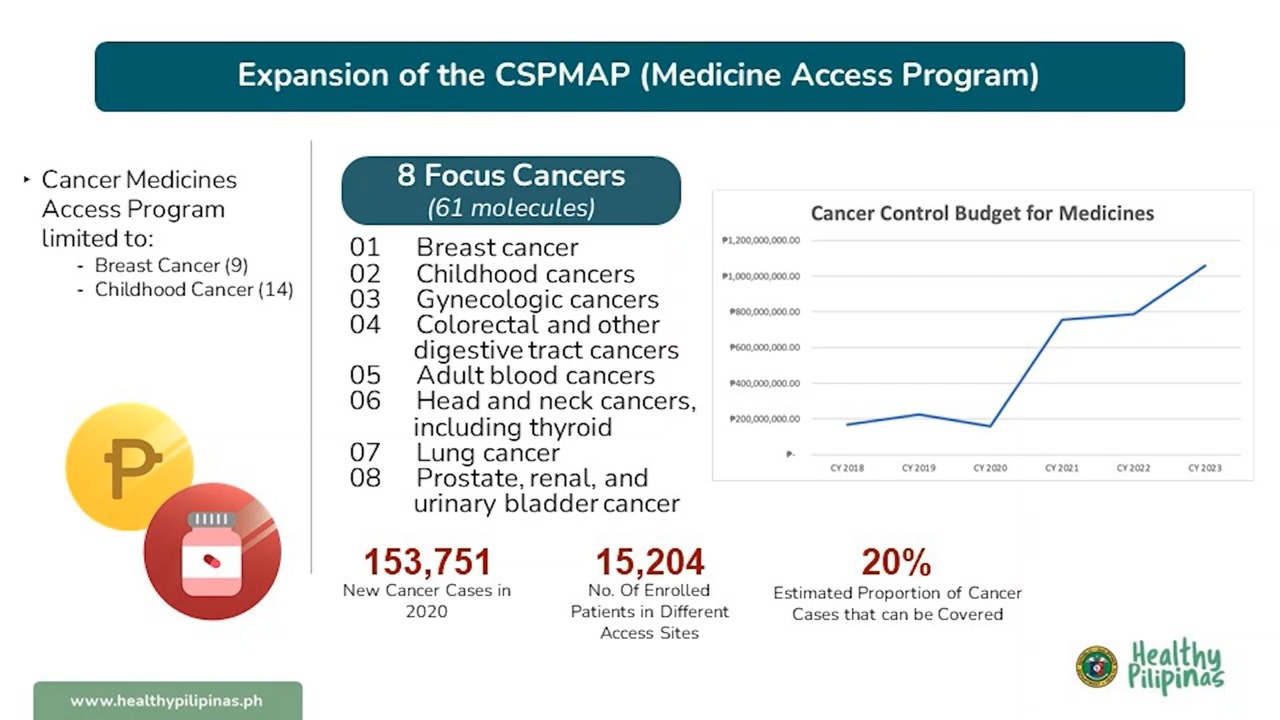 Expansion of the CSPMAP (Medicine Access Program)
‣ Cancer Medicines
Access Program
limited to:
- Breast Cancer (9)
- Childhood Cancer (14)
8 Focus Cancers
(61 molecules)
01 Breast cancer
02 Childhood cancers
03 Gynecologic cancers
04 Colorectal and other
digestive tract cancers
05 Adult blood cancers
06 Head and neck cancers,
including thyroid
07 Lung cancer
08 Prostate, renal, and
urinary bladder cancer
Cancer Control Budget for Medicines
₱1,200,000,000.00
₱1,000,000,000.00
₱800,000,000.00
₱600,000,000.00
₱400,000,000.00
₱200,000,000.00
₱-
CY 2018 CY 2019 CY 2020 CY 2021 CY 2022 CY 2023
153,751
New Cancer Cases in
2020
15,204
No. Of Enrolled
Patients in Different
Access Sites
20%
Estimated Proportion of Cancer
Cases that can be Covered
Healthy
Pilipinas
www.healthypilipinas.ph